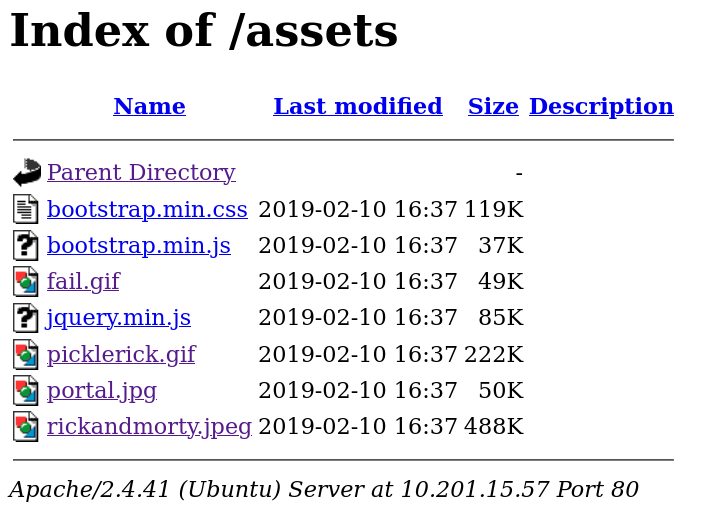 Index of /assets
Name Last modified Size Description
Parent Directory -
bootstrap.min.css 2019-02-10 16:37 119K
bootstrap.min.js 2019-02-10 16:37 37K
fail.gif 2019-02-10 16:37 49K
jquery.min.js 2019-02-10 16:37 85K
picklerick.gif 2019-02-10 16:37 222K
portal.jpg 2019-02-10 16:37 50K
rickandmorty.jpeg 2019-02-10 16:37 488K
Apache/2.4.41 (Ubuntu) Server at 10.201.15.57 Port 80